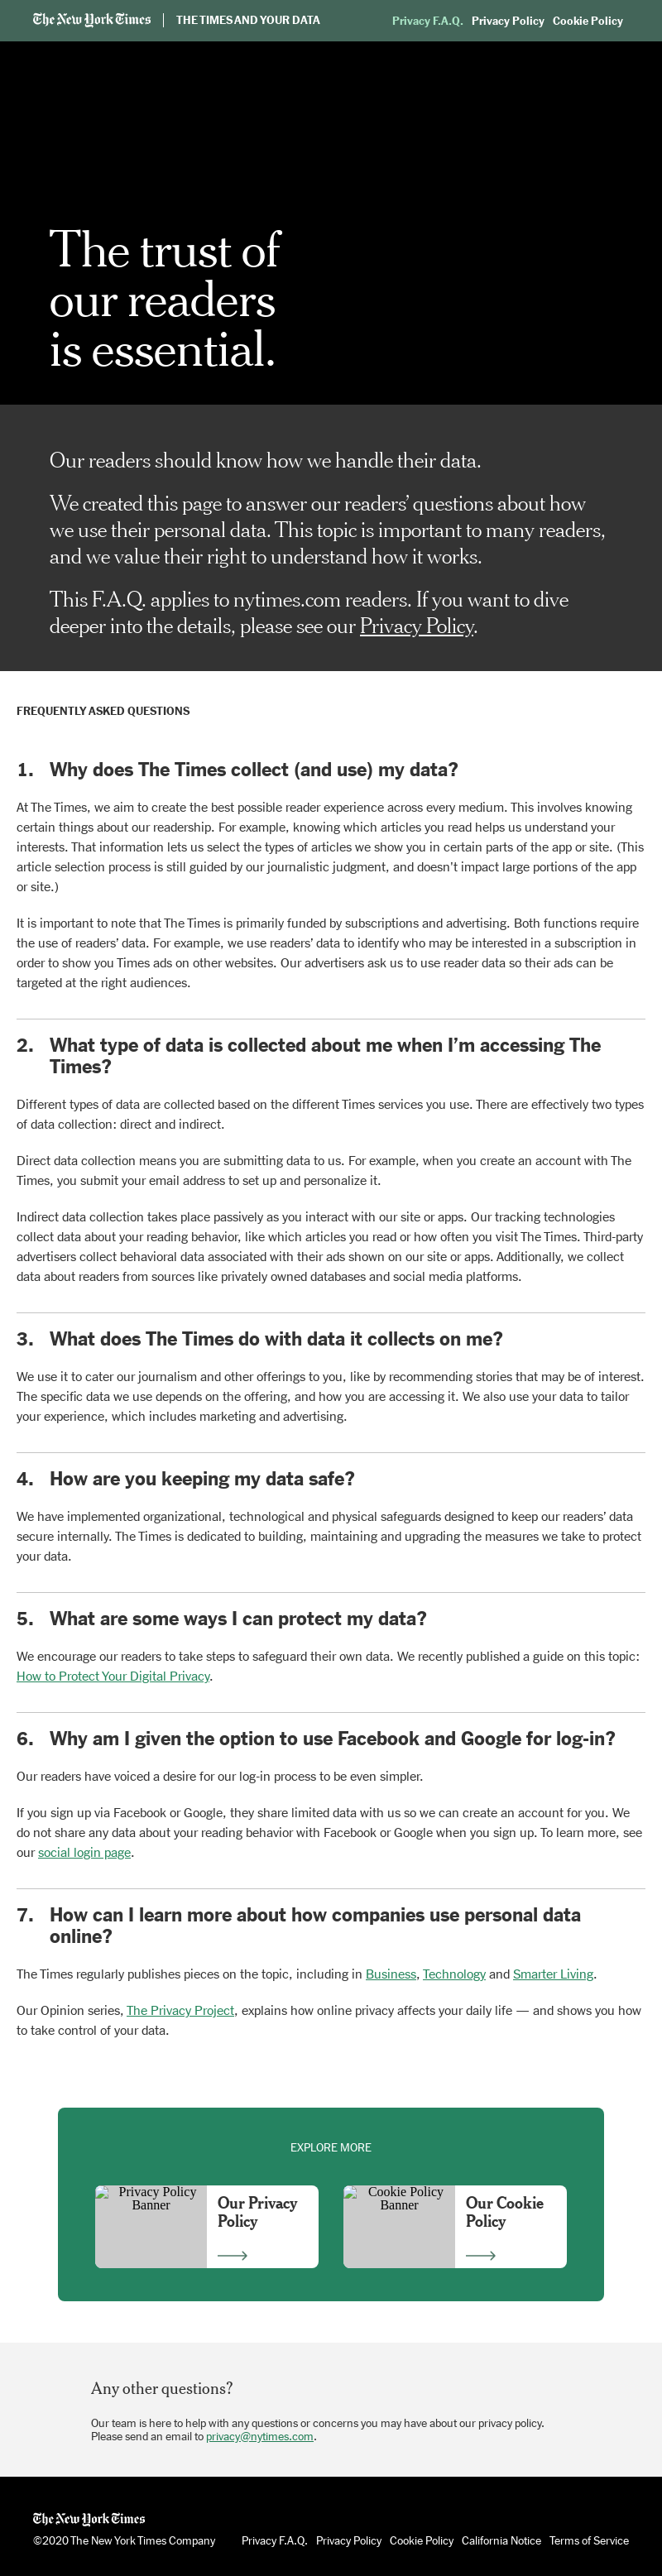 The New York Times
THE TIMES AND YOUR DATA
Privacy F.A.Q. Privacy Policy Cookie Policy
The trust of
our readers
is essential.
Our readers should know how we handle their data.
We created this page to answer our readers’ questions about how
we use their personal data. This topic is important to many readers,
and we value their right to understand how it works.
This F.A.Q. applies to nytimes.com readers. If you want to dive
deeper into the details, please see our Privacy Policy.
FREQUENTLY ASKED QUESTIONS
1. Why does The Times collect (and use) my data?
At The Times, we aim to create the best possible reader experience across every medium. This involves knowing
certain things about our readership. For example, knowing which articles you read helps us understand your
interests. That information lets us select the types of articles we show you in certain parts of the app or site. (This
article selection process is still guided by our journalistic judgment, and doesn’t impact large portions of the app
or site.)
It is important to note that The Times is primarily funded by subscriptions and advertising. Both functions require
the use of readers’ data. For example, we use readers’ data to identify who may be interested in a subscription in
order to show you Times ads on other websites. Our advertisers ask us to use reader data so their ads can be
targeted at the right audiences.
2. What type of data is collected about me when I’m accessing The
Times?
Different types of data are collected based on the different Times services you use. There are effectively two types
of data collection: direct and indirect.
Direct data collection means you are submitting data to us. For example, when you create an account with The
Times, you submit your email address to set up and personalize it.
Indirect data collection takes place passively as you interact with our site or apps. Our tracking technologies
collect data about your reading behavior, like which articles you read or how often you visit The Times. Third-party
advertisers collect behavioral data associated with their ads shown on our site or apps. Additionally, we collect
data about readers from sources like privately owned databases and social media platforms.
3. What does The Times do with data it collects on me?
We use it to cater our journalism and other offerings to you, like by recommending stories that may be of interest.
The specific data we use depends on the offering, and how you are accessing it. We also use your data to tailor
your experience, which includes marketing and advertising.
4. How are you keeping my data safe?
We have implemented organizational, technological and physical safeguards designed to keep our readers’ data
secure internally. The Times is dedicated to building, maintaining and upgrading the measures we take to protect
your data.
5. What are some ways I can protect my data?
We encourage our readers to take steps to safeguard their own data. We recently published a guide on this topic:
How to Protect Your Digital Privacy.
6. Why am I given the option to use Facebook and Google for log-in?
Our readers have voiced a desire for our log-in process to be even simpler.
If you sign up via Facebook or Google, they share limited data with us so we can create an account for you. We
do not share any data about your reading behavior with Facebook or Google when you sign up. To learn more, see
our social login page.
7. How can I learn more about how companies use personal data
online?
The Times regularly publishes pieces on the topic, including in Business, Technology and Smarter Living.
Our Opinion series, The Privacy Project, explains how online privacy affects your daily life — and shows you how
to take control of your data.
EXPLORE MORE
Privacy Policy
Banner
Our Privacy
Policy
Cookie Policy
Banner
Our Cookie
Policy
Any other questions?
Our team is here to help with any questions or concerns you may have about our privacy policy.
Please send an email to privacy@nytimes.com.
The New York Times
©2020 The New York Times Company
Privacy F.A.Q. Privacy Policy Cookie Policy California Notice Terms of Service